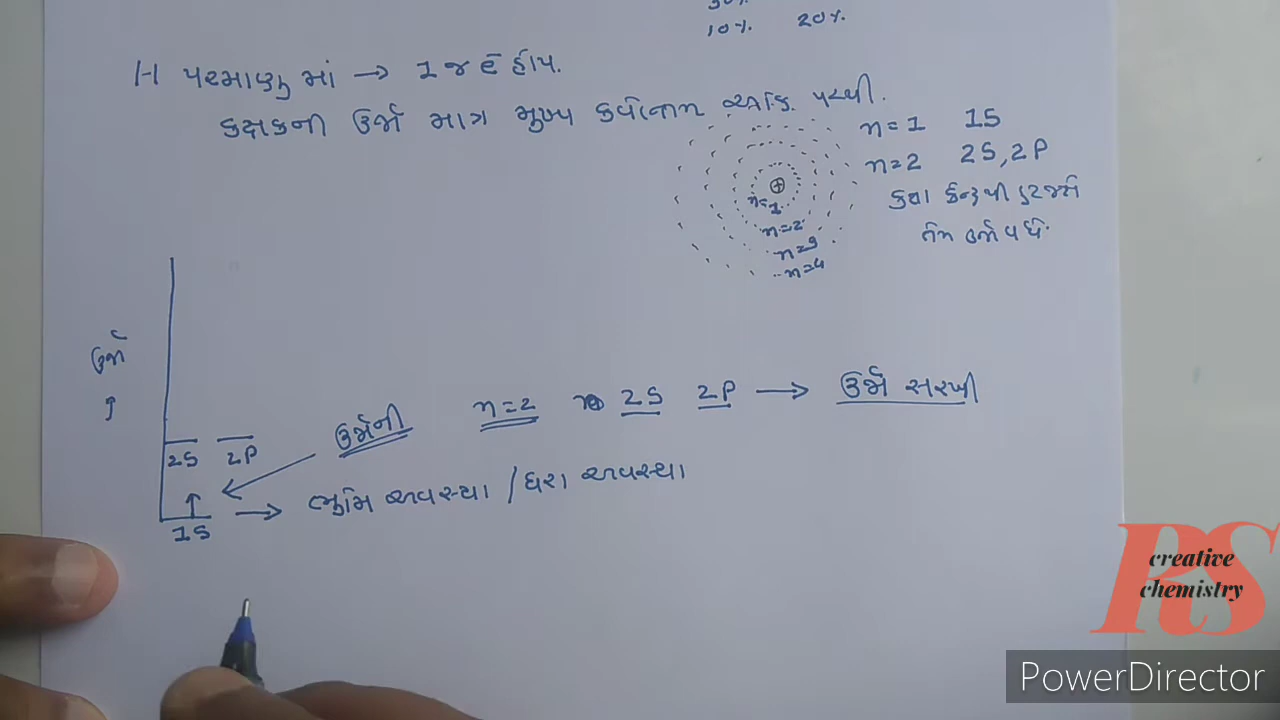 10%. 20%.
H પરમાણુ માં → 1 જ e⁻ હોય.
કક્ષકની ઉર્જા માત્ર મુખ્ય ક્વોન્ટમ આંક પરથી.
n=1 1S
n=2 2S, 2P
કક્ષા કેન્દ્રથી દુર જાય
તેમ ઉર્જા વધે.
n=1
n=2
n=3
n=4
ઉર્જા
↑
ઉર્જાની n=2 2S 2P → ઉર્જા સરખી
2S 2P
↑ → ભુમિ અવસ્થા / ધરા અવસ્થા
1S
RS
creative
chemistry
PowerDirector